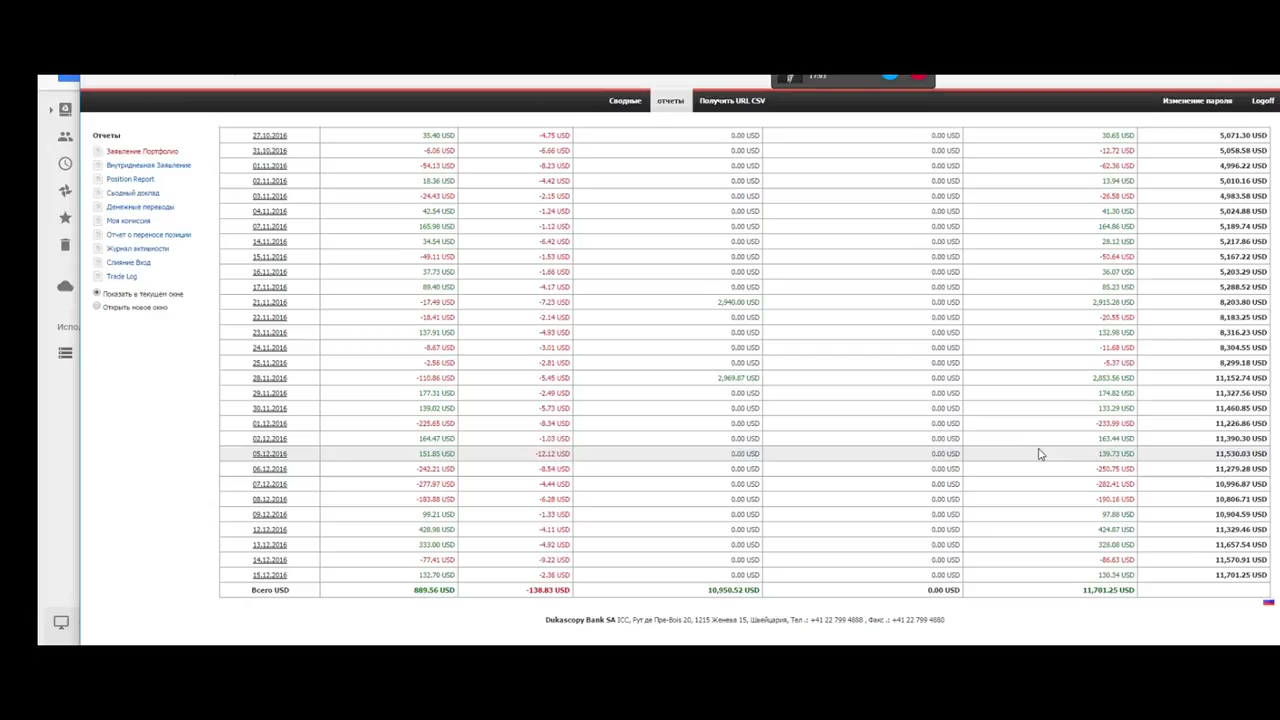 17:03
Сводные отчеты Получить URL CSV Изменение пароля Logoff
Отчеты
Заявление Портфолио
Внутридневная Заявление
Position Report
Сводный доклад
Денежные переводы
Моя комиссия
Отчет о переносе позиции
Журнал активности
Слияние Вход
Trade Log
Показать в текущем окне
Открыть новое окно
Испо
27.10.2016 35.40 USD -4.75 USD 0.00 USD 0.00 USD 30.65 USD 5,071.30 USD
31.10.2016 -6.06 USD -6.66 USD 0.00 USD 0.00 USD -12.72 USD 5,058.58 USD
01.11.2016 -54.13 USD -8.23 USD 0.00 USD 0.00 USD -62.36 USD 4,996.22 USD
02.11.2016 18.36 USD -4.42 USD 0.00 USD 0.00 USD 13.94 USD 5,010.16 USD
03.11.2016 -24.43 USD -2.15 USD 0.00 USD 0.00 USD -26.58 USD 4,983.58 USD
04.11.2016 42.54 USD -1.24 USD 0.00 USD 0.00 USD 41.30 USD 5,024.88 USD
07.11.2016 165.98 USD -1.12 USD 0.00 USD 0.00 USD 164.86 USD 5,189.74 USD
14.11.2016 34.54 USD -6.42 USD 0.00 USD 0.00 USD 28.12 USD 5,217.86 USD
15.11.2016 -49.11 USD -1.53 USD 0.00 USD 0.00 USD -50.64 USD 5,167.22 USD
16.11.2016 37.73 USD -1.66 USD 0.00 USD 0.00 USD 36.07 USD 5,203.29 USD
17.11.2016 89.40 USD -4.17 USD 0.00 USD 0.00 USD 85.23 USD 5,288.52 USD
21.11.2016 -17.49 USD -7.23 USD 2,940.00 USD 0.00 USD 2,915.28 USD 8,203.80 USD
22.11.2016 -18.41 USD -2.14 USD 0.00 USD 0.00 USD -20.55 USD 8,183.25 USD
23.11.2016 137.91 USD -4.93 USD 0.00 USD 0.00 USD 132.98 USD 8,316.23 USD
24.11.2016 -8.67 USD -3.01 USD 0.00 USD 0.00 USD -11.68 USD 8,304.55 USD
25.11.2016 -2.56 USD -2.81 USD 0.00 USD 0.00 USD -5.37 USD 8,299.18 USD
28.11.2016 -110.86 USD -5.45 USD 2,969.87 USD 0.00 USD 2,853.56 USD 11,152.74 USD
29.11.2016 177.31 USD -2.49 USD 0.00 USD 0.00 USD 174.82 USD 11,327.56 USD
30.11.2016 139.02 USD -5.73 USD 0.00 USD 0.00 USD 133.29 USD 11,460.85 USD
01.12.2016 -225.65 USD -8.34 USD 0.00 USD 0.00 USD -233.99 USD 11,226.86 USD
02.12.2016 164.47 USD -1.03 USD 0.00 USD 0.00 USD 163.44 USD 11,390.30 USD
05.12.2016 151.85 USD -12.12 USD 0.00 USD 0.00 USD 139.73 USD 11,530.03 USD
06.12.2016 -242.21 USD -8.54 USD 0.00 USD 0.00 USD -250.75 USD 11,279.28 USD
07.12.2016 -277.97 USD -4.44 USD 0.00 USD 0.00 USD -282.41 USD 10,996.87 USD
08.12.2016 -183.88 USD -6.28 USD 0.00 USD 0.00 USD -190.16 USD 10,806.71 USD
09.12.2016 99.21 USD -1.33 USD 0.00 USD 0.00 USD 97.88 USD 10,904.59 USD
12.12.2016 428.98 USD -4.11 USD 0.00 USD 0.00 USD 424.87 USD 11,329.46 USD
13.12.2016 333.00 USD -4.92 USD 0.00 USD 0.00 USD 328.08 USD 11,657.54 USD
14.12.2016 -77.41 USD -9.22 USD 0.00 USD 0.00 USD -86.63 USD 11,570.91 USD
15.12.2016 132.70 USD -2.36 USD 0.00 USD 0.00 USD 130.34 USD 11,701.25 USD
Всего USD 889.56 USD -138.83 USD 10,950.52 USD 0.00 USD 11,701.25 USD
Dukascopy Bank SA ICC, Рут де Пре-Bois 20, 1215 Женева 15, Швейцария, Тел .: +41 22 799 4888 , Факс .: +41 22 799 4880